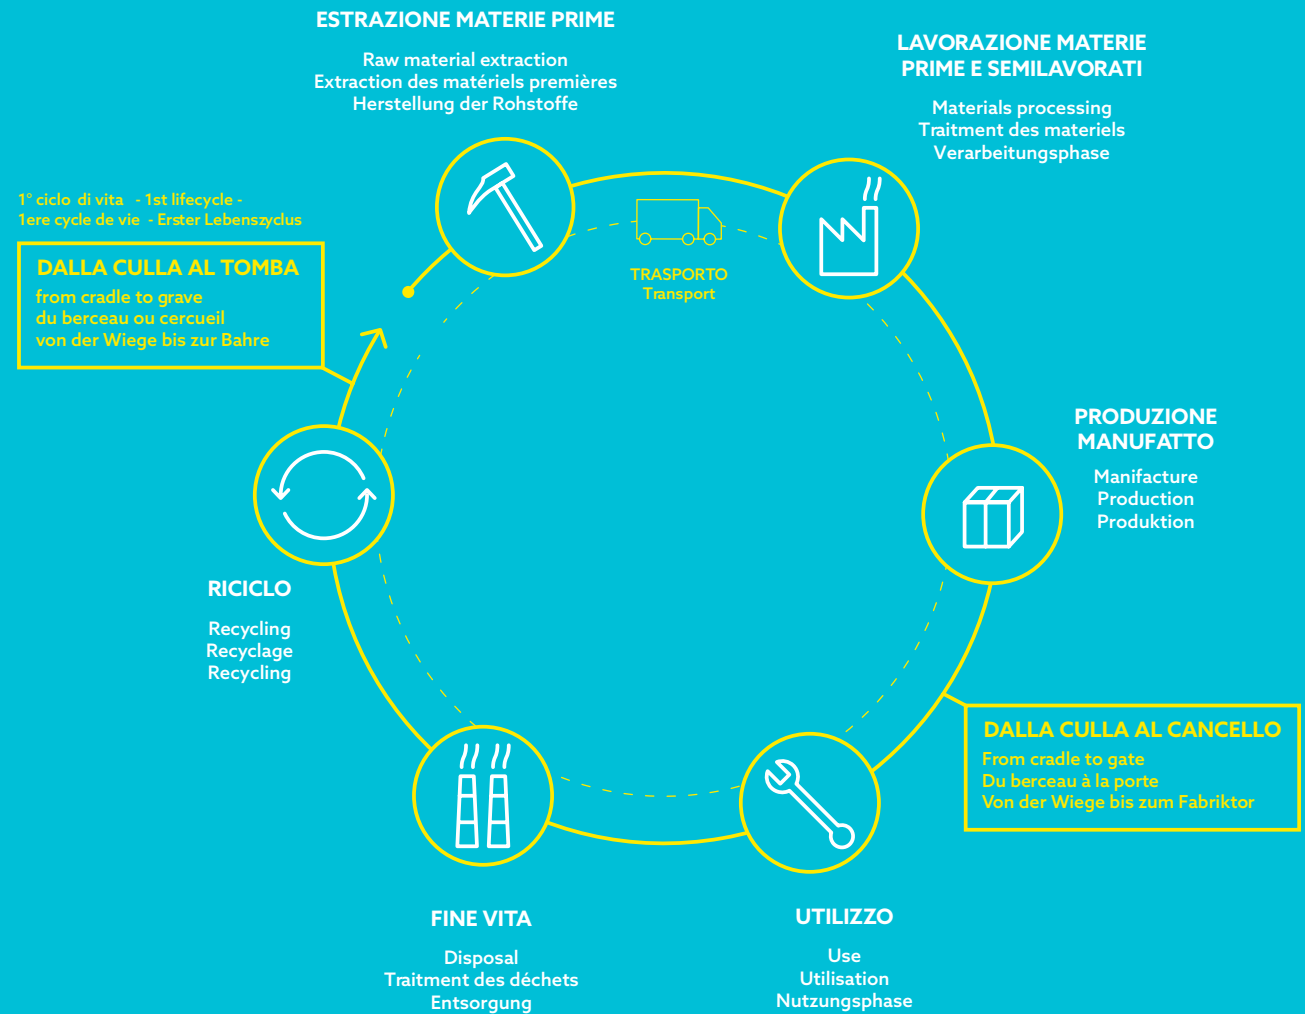 ESTRAZIONE MATERIE PRIME
Raw material extraction
Extraction des matériels premières
Herstellung der Rohstoffe
LAVORAZIONE MATERIE
PRIME E SEMILAVORATI
Materials processing
Traitment des materiels
Verarbeitungsphase
1° ciclo di vita - 1st lifecycle -
1ere cycle de vie - Erster Lebenszyclus
DALLA CULLA AL TOMBA
from cradle to grave
du berceau ou cercueil
von der Wiege bis zur Bahre
TRASPORTO
Transport
PRODUZIONE
MANUFATTO
Manifacture
Production
Produktion
RICICLO
Recycling
Recyclage
Recycling
DALLA CULLA AL CANCELLO
From cradle to gate
Du berceau à la porte
Von der Wiege bis zum Fabriktor
FINE VITA
Disposal
Traitment des déchets
Entsorgung
UTILIZZO
Use
Utilisation
Nutzungsphase